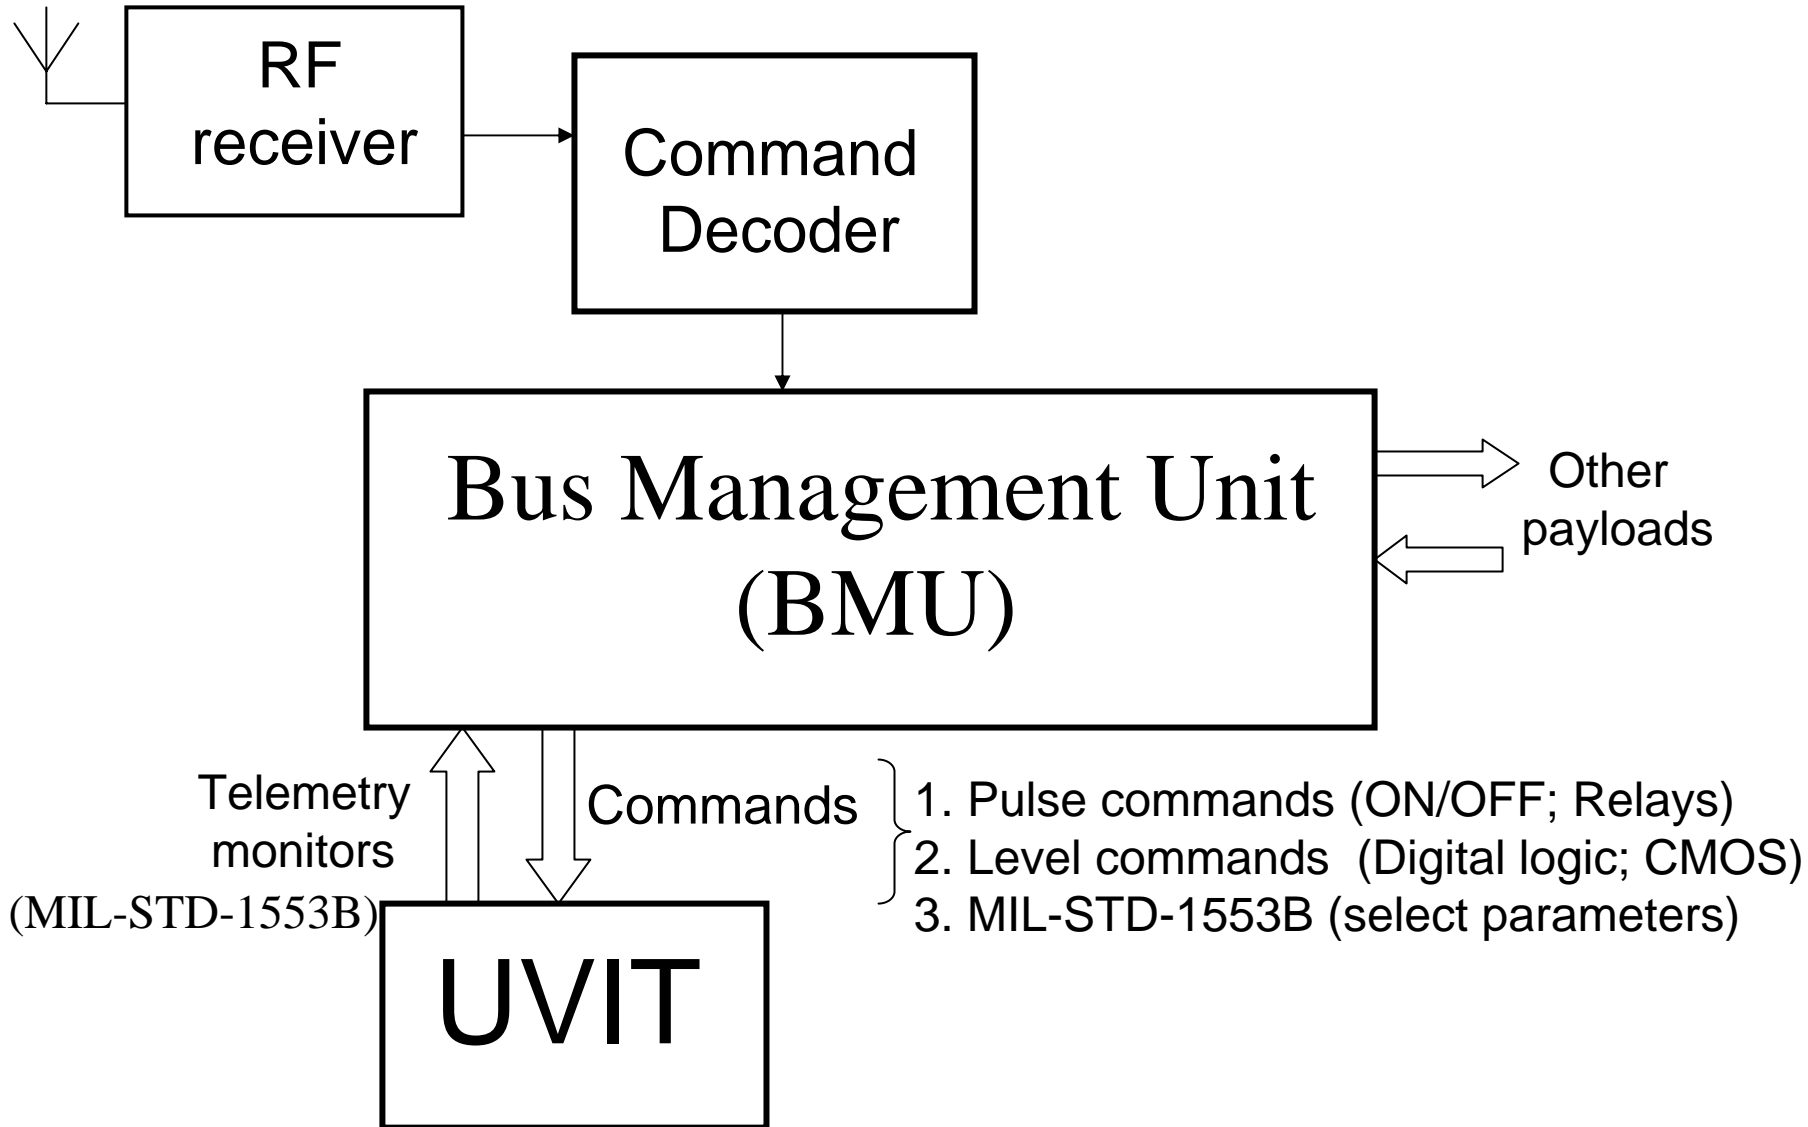 RF
receiver
Command
Decoder
Bus Management Unit
(BMU)
Other
payloads
Telemetry
monitors
(MIL-STD-1553B)
Commands
1. Pulse commands (ON/OFF; Relays)
2. Level commands (Digital logic; CMOS)
3. MIL-STD-1553B (select parameters)
UVIT